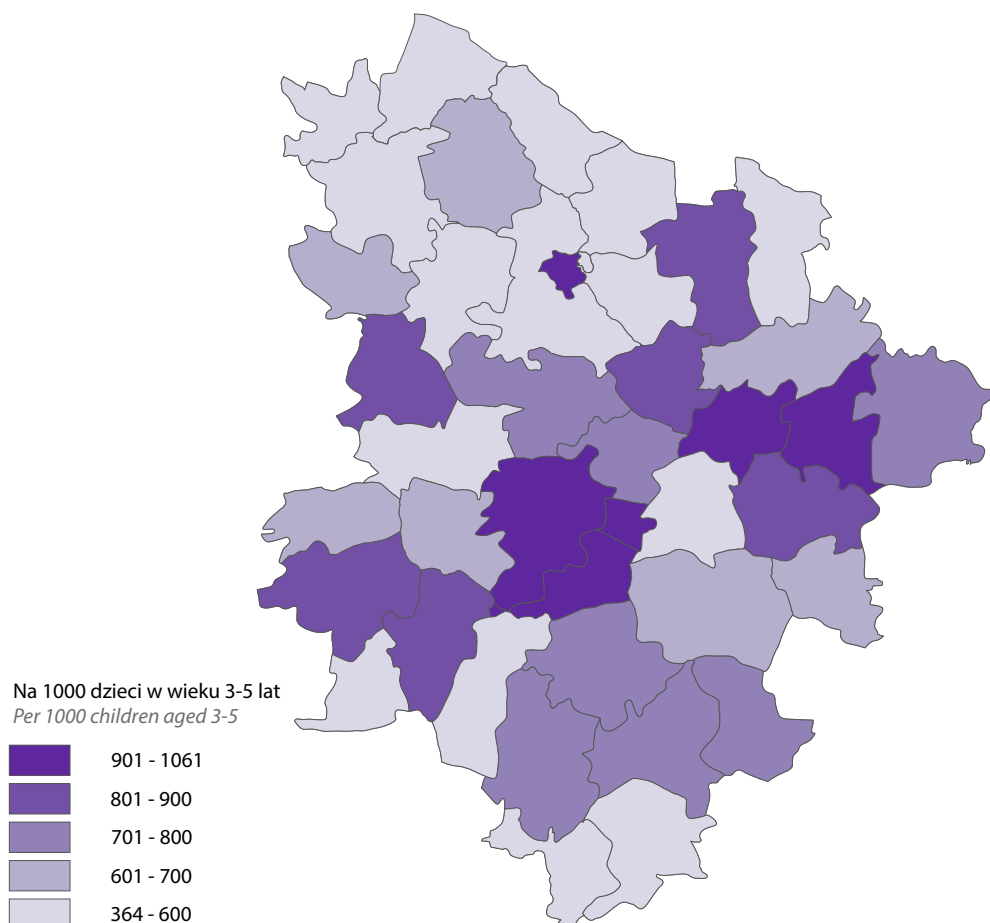 Na 1000 dzieci w wieku 3-5 lat
Per 1000 children aged 3-5
901 - 1061
801 - 900
701 - 800
601 - 700
364 - 600